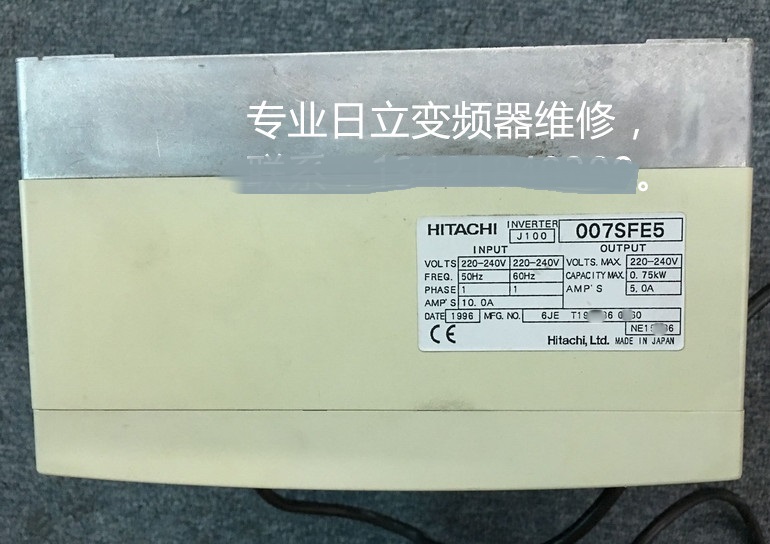 专业日立变频器维修，
HITACHI INVERTER J100 007SFE5
INPUT OUTPUT
VOLTS 220-240V 220-240V VOLTS. MAX. 220-240V
FREQ. 50Hz 60Hz CAPACITY MAX. 0.75kW
PHASE 1 1 AMP'S 5.0A
AMP'S 10.0A
DATE 1996 MFG. NO. 6JE
CE Hitachi, Ltd. MADE IN JAPAN